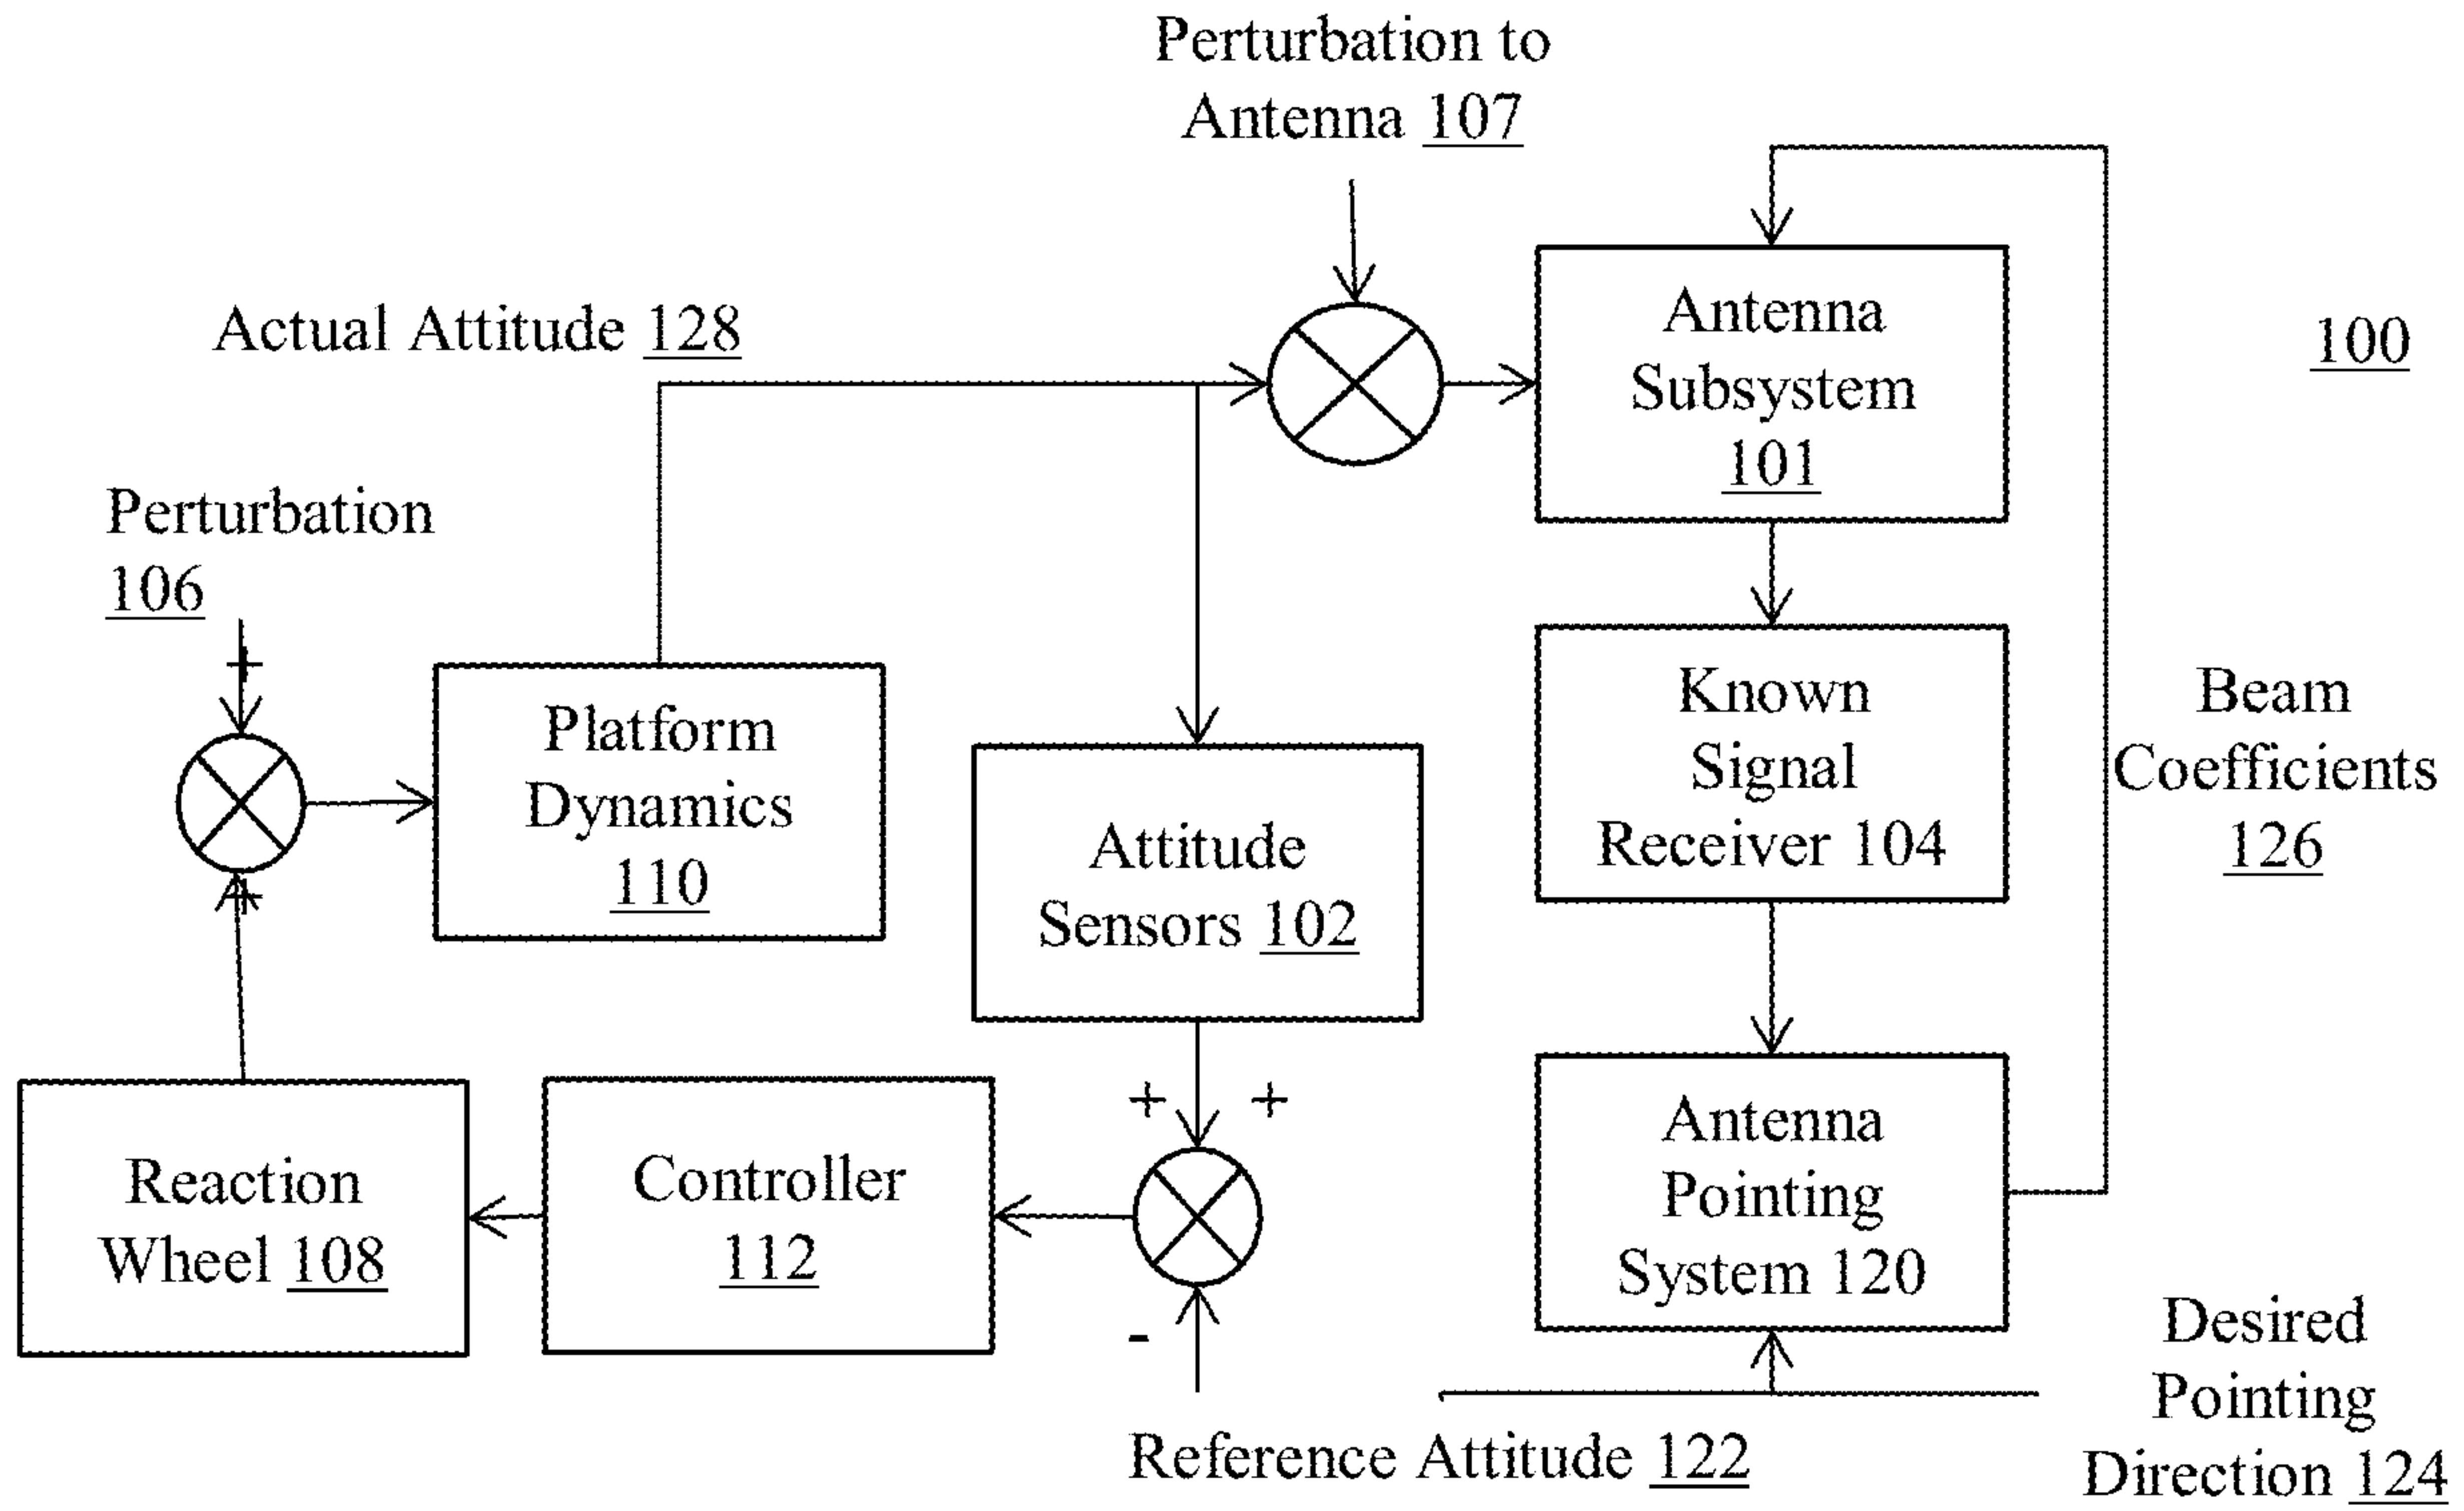 Perturbation to
Antenna 107
Actual Attitude 128
Antenna
Subsystem
101
100
Perturbation
106
+
+
Platform
Dynamics
110
Known
Signal
Receiver 104
Beam
Coefficients
126
Attitude
Sensors 102
+ +
-
Reaction
Wheel 108
Controller
112
Antenna
Pointing
System 120
Reference Attitude 122
Desired
Pointing
Direction 124